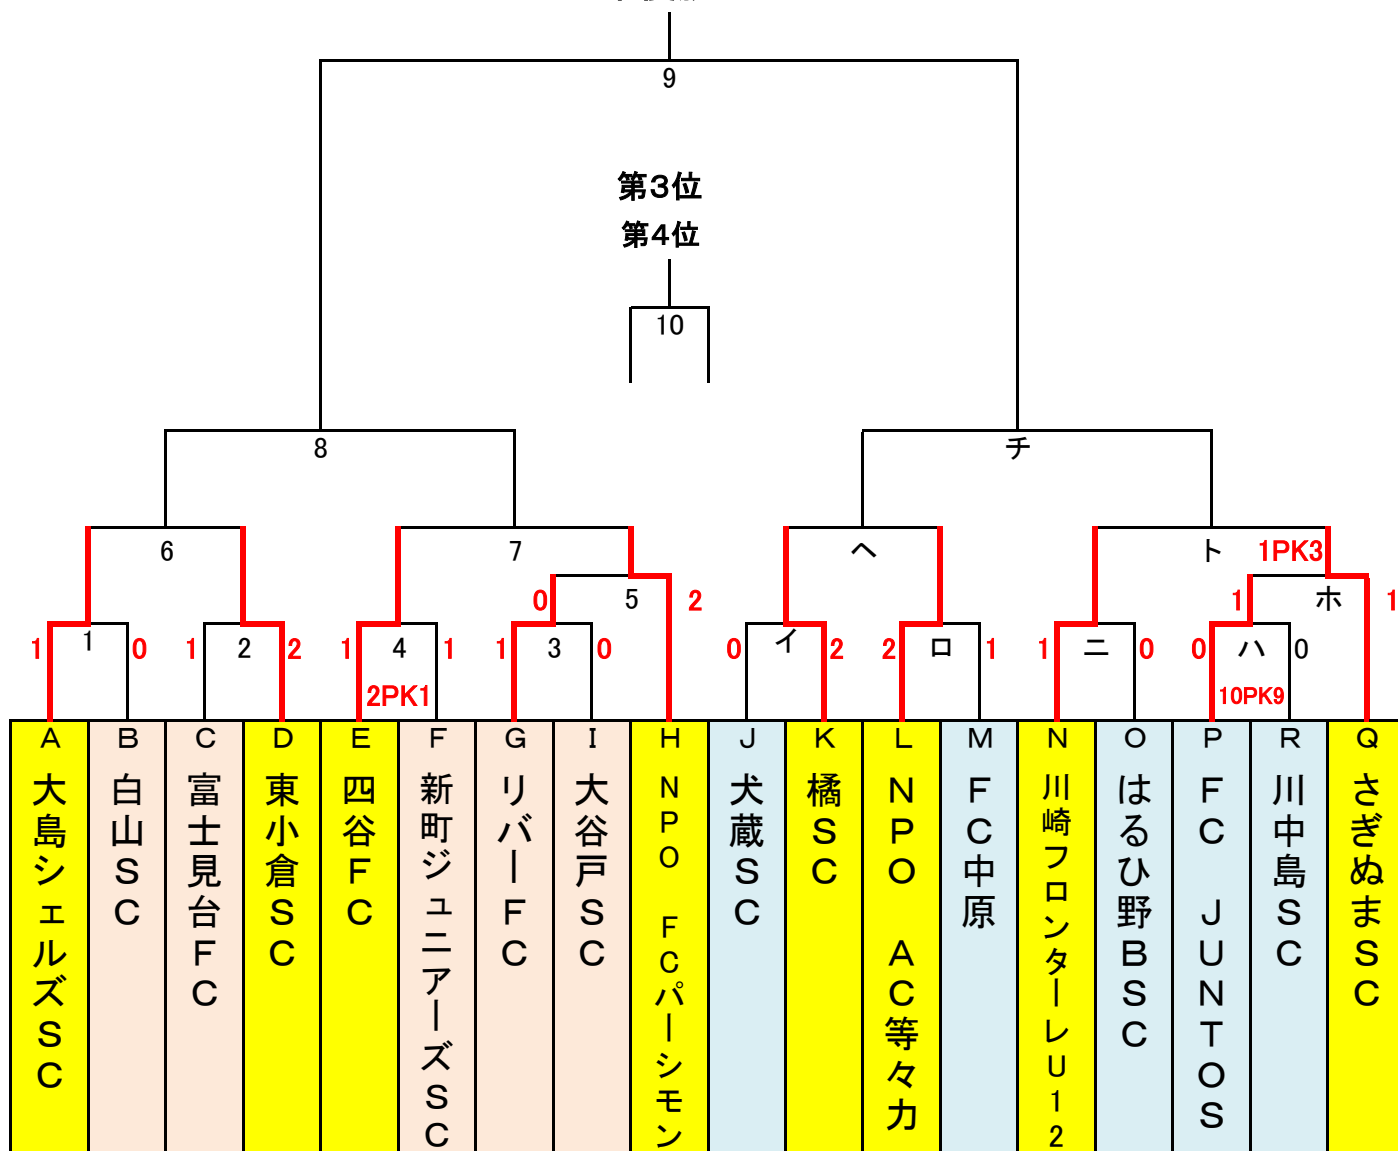 9
第3位
第4位
10
8
チ
6
7
ヘ
ト
1PK3
0
5
2
1
ホ
1
1
1
0
1
2
2
1
4
1
1
3
0
0
イ
2
2
ロ
1
1
ニ
0
0
ハ
0
2PK1
10PK9
A
B
C
D
E
F
G
I
H
J
K
L
M
N
O
P
R
Q
大島シェルズSC
白山SC
富士見台FC
東小倉SC
四谷FC
新町ジュニアーズSC
リバーFC
大谷戸SC
NPO FCパーシモン
犬蔵SC
橘SC
NPO AC等々力
FC中原
川崎フロンターレU12
はるひ野BSC
FC JUNTOS
川中島SC
さぎぬまSC